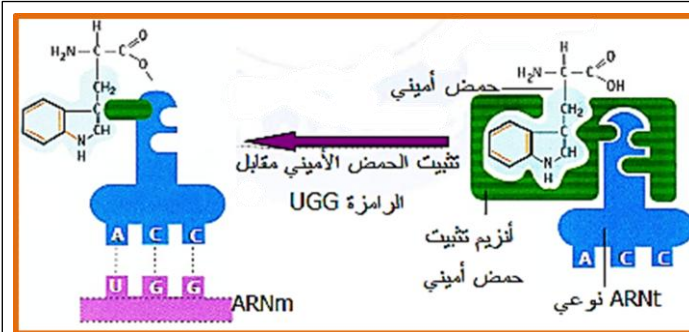 H
H₂N-C-C
O
O
CH₂
C
CH
N
H
A C C
U G G
ARNm
تثبيت الحمض الأميني مقابل
الرامزة UGG
H
H₂N-C-C
O
OH
حمض أميني
CH₂
C
CH
N
H
أنزيم تثبيت
حمض أميني
A C C
ARNt نوعي